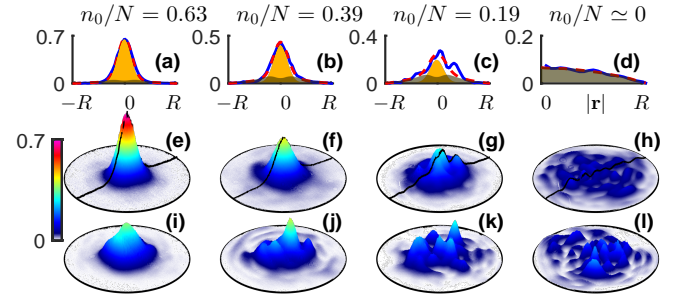 n₀/N = 0.63 n₀/N = 0.39 n₀/N = 0.19 n₀/N ≃ 0
0.7 (a) 0.5 (b) 0.4 (c) 0.2 (d)
0 0 0 0
−R 0 R −R 0 R −R 0 R 0 |r| R
0.7 (e) (f) (g) (h)
0 (i) (j) (k) (l)